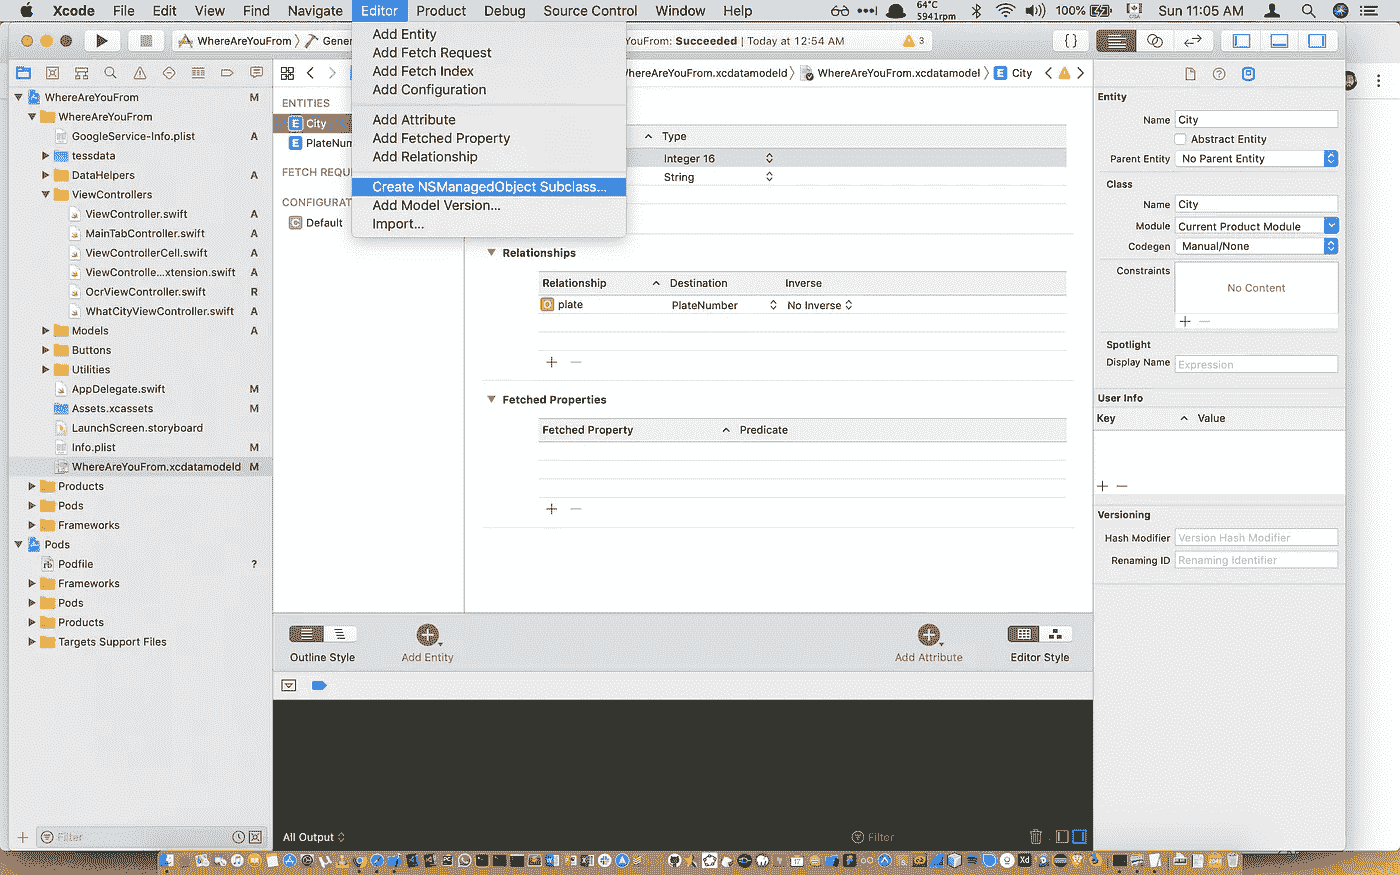 Xcode File Edit View Find Navigate Editor Product Debug Source Control Window Help 64°C 5941rpm 100% CSA Sun 11:05 AM
WhereAreYouFrom Gener
YouFrom: Succeeded | Today at 12:54 AM 3
Add Entity
Add Fetch Request
Add Fetch Index
Add Configuration
Add Attribute
Add Fetched Property
Add Relationship
Create NSManagedObject Subclass...
Add Model Version...
Import...
WhereAreYouFrom M
WhereAreYouFrom
GoogleService-Info.plist A
tessdata
DataHelpers A
ViewControllers
ViewController.swift A
MainTabController.swift A
ViewControllerCell.swift A
ViewControlle...xtension.swift A
OcrViewController.swift R
WhatCityViewController.swift A
Models A
Buttons
Utilities
AppDelegate.swift M
Assets.xcassets M
LaunchScreen.storyboard
Info.plist M
WhereAreYouFrom.xcdatamodeld M
Products
Pods
Frameworks
Pods
Podfile ?
Frameworks
Pods
Products
Targets Support Files
Filter
ENTITIES
E City
E PlateNum
FETCH REQU
CONFIGURAT
C Default
WhereAreYouFrom.xcdatamodeld WhereAreYouFrom.xcdatamodel E City
Type
Integer 16
String
Relationships
Relationship Destination Inverse
O plate PlateNumber No Inverse
Fetched Properties
Fetched Property Predicate
Outline Style Add Entity Add Attribute Editor Style
All Output Filter
Entity
Name City
Abstract Entity
Parent Entity No Parent Entity
Class
Name City
Module Current Product Module
Codegen Manual/None
Constraints No Content
Spotlight
Display Name Expression
User Info
Key Value
Versioning
Hash Modifier Version Hash Modifier
Renaming ID Renaming Identifier